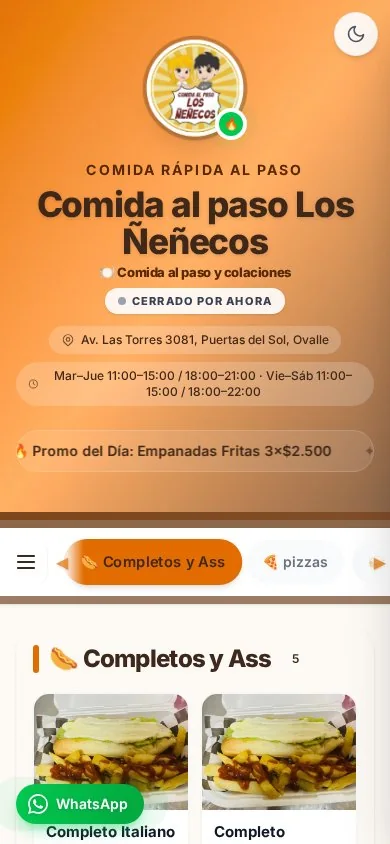 COMIDA AL PASO
LOS
ÑEÑECOS
COMIDA RÁPIDA AL PASO
Comida al paso Los
Ñeñecos
🍽️ Comida al paso y colaciones
CERRADO POR AHORA
Av. Las Torres 3081, Puertas del Sol, Ovalle
Mar–Jue 11:00–15:00 / 18:00–21:00 · Vie–Sáb 11:00–
15:00 / 18:00–22:00
🔥 Promo del Día: Empanadas Fritas 3×$2.500 ✦
🌭 Completos y Ass
🍕 pizzas
🌭 Completos y Ass 5
WhatsApp
Completo Italiano
Completo